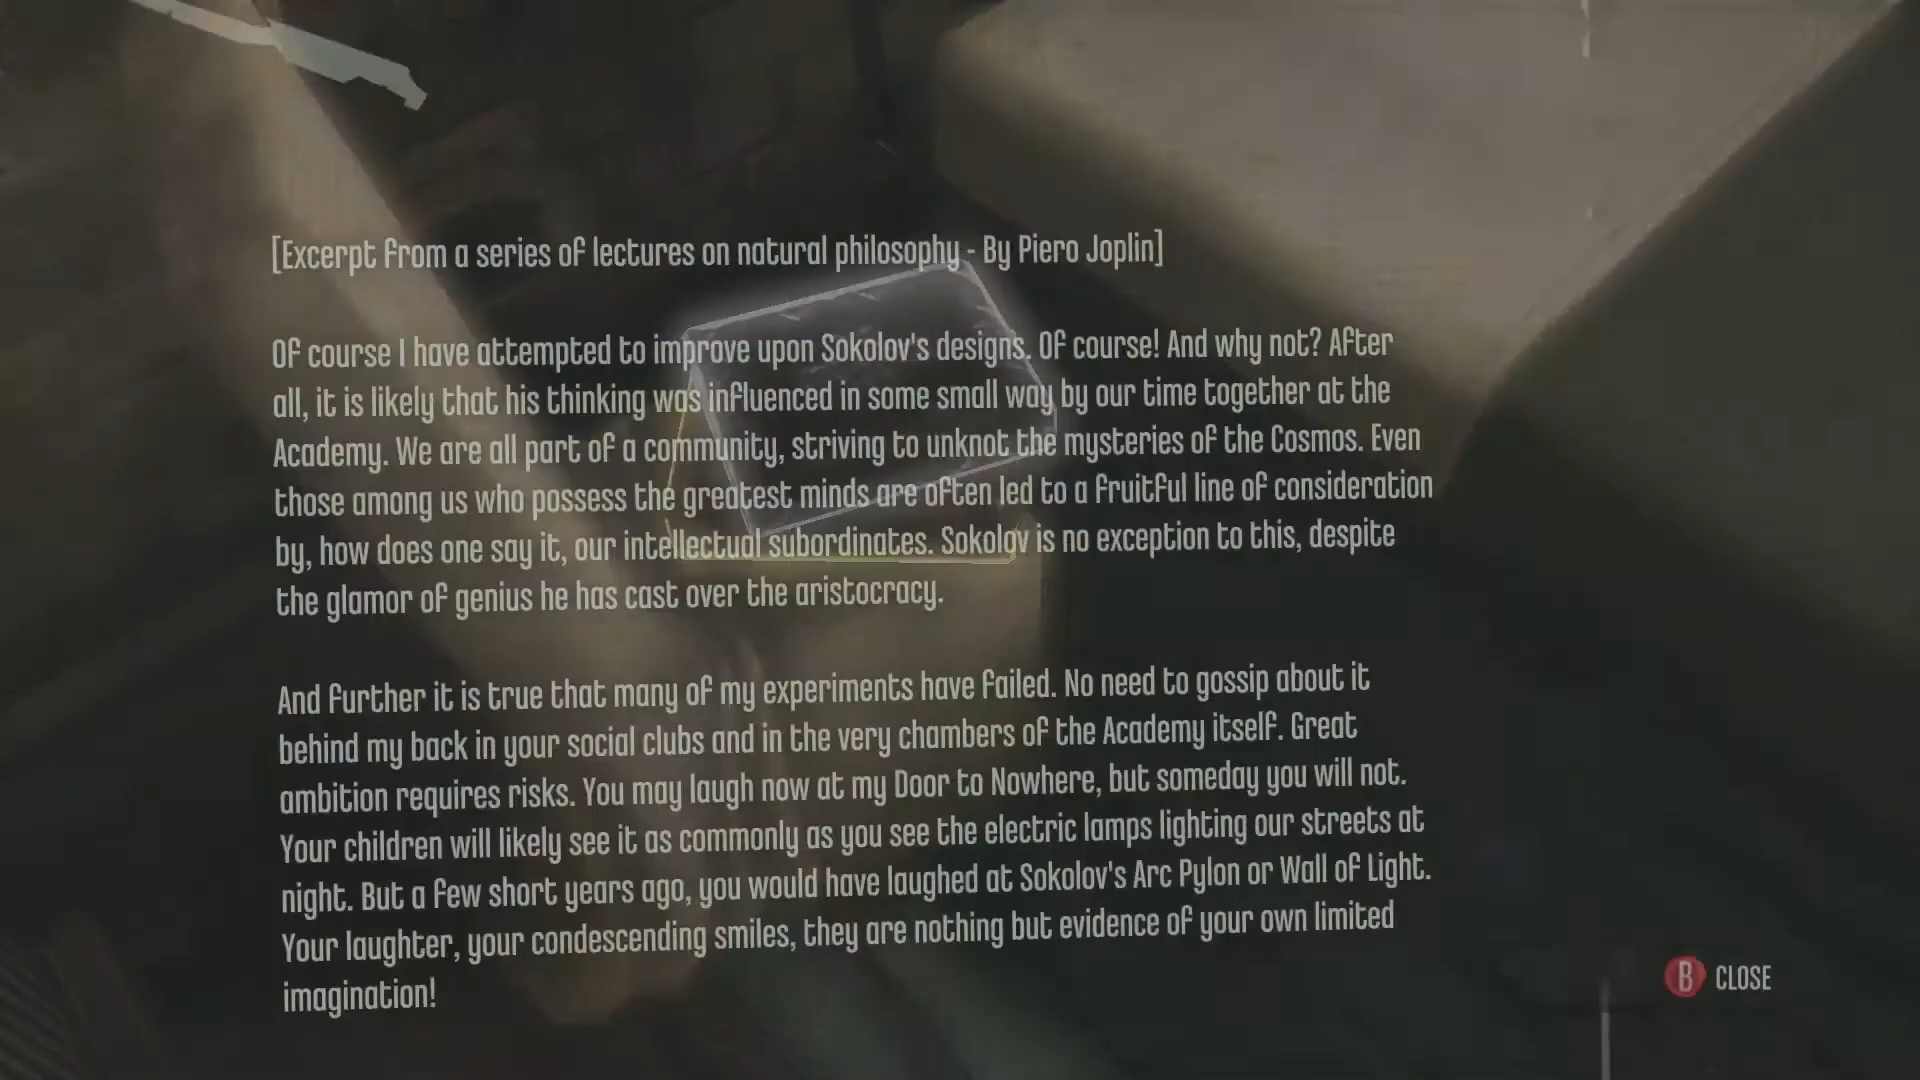 [Excerpt from a series of lectures on natural philosophy - By Piero Joplin]
Of course I have attempted to improve upon Sokolov's designs. Of course! And why not? After
all, it is likely that his thinking was influenced in some small way by our time together at the
Academy. We are all part of a community, striving to unknot the mysteries of the Cosmos. Even
those among us who possess the greatest minds are often led to a fruitful line of consideration
by, how does one say it, our intellectual subordinates. Sokolov is no exception to this, despite
the glamor of genius he has cast over the aristocracy.
And further it is true that many of my experiments have failed. No need to gossip about it
behind my back in your social clubs and in the very chambers of the Academy itself. Great
ambition requires risks. You may laugh now at my Door to Nowhere, but someday you will not.
Your children will likely see it as commonly as you see the electric lamps lighting our streets at
night. But a few short years ago, you would have laughed at Sokolov's Arc Pylon or Wall of Light.
Your laughter, your condescending smiles, they are nothing but evidence of your own limited
imagination!
B CLOSE